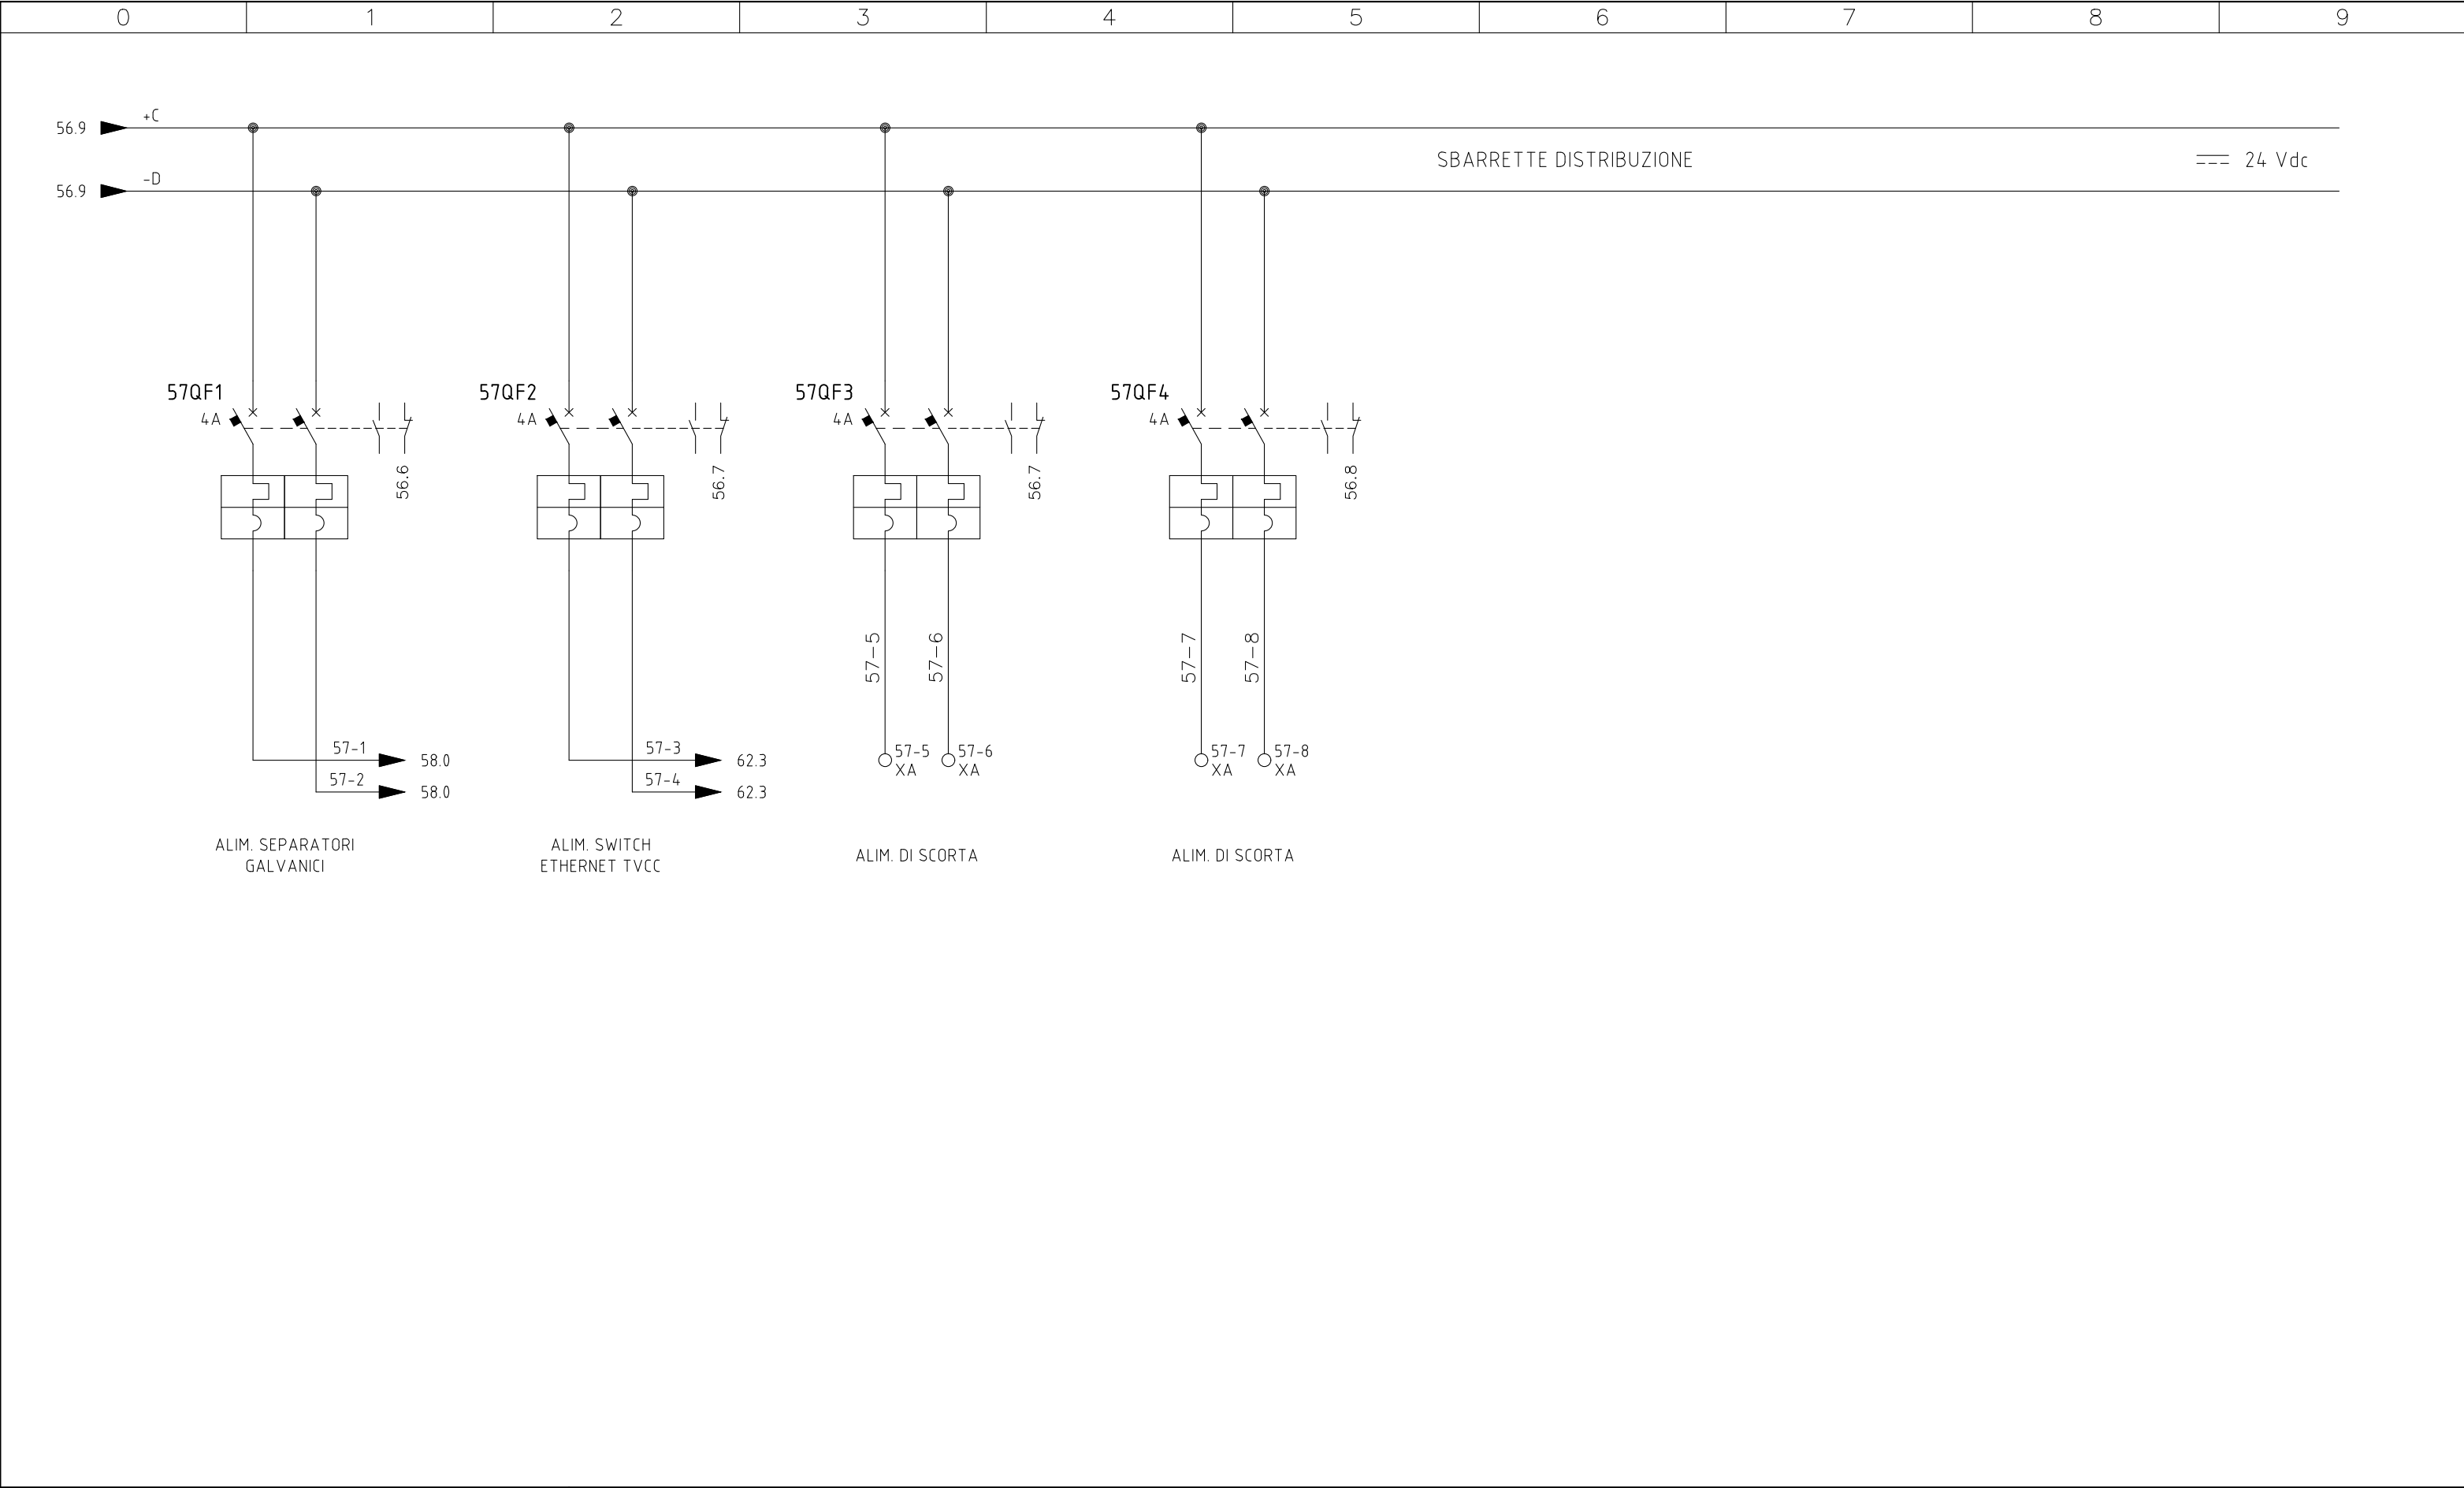 0 1 2 3 4 5 6 7 8 9
+C
56.9
SBARRETTE DISTRIBUZIONE 24 Vdc
-D
56.9
57QF1 57QF2 57QF3 57QF4
4A 4A 4A 4A
56.6 56.7 56.7 56.8
57-5 57-6 57-7 57-8
57-1 58.0 57-3 62.3 57-5 57-6 57-7 57-8
XA XA XA XA
57-2 58.0 57-4 62.3
ALIM. SEPARATORI
GALVANICI
ALIM. SWITCH
ETHERNET TVCC
ALIM. DI SCORTA
ALIM. DI SCORTA